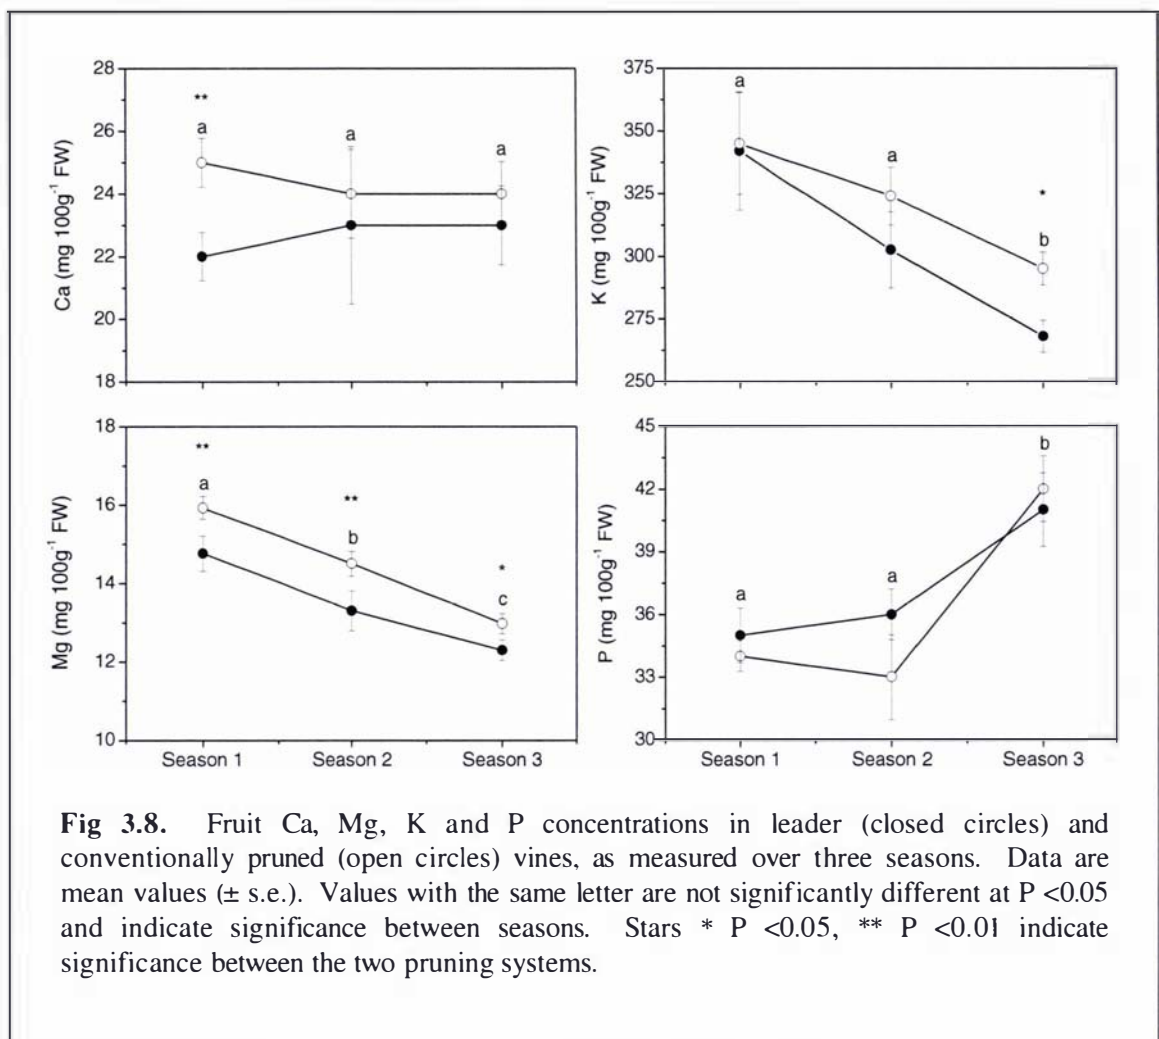 28
26
24
22
20
18
Ca (mg 100g⁻¹ FW)
**
a
a
a
375
350
325
300
275
250
K (mg 100g⁻¹ FW)
a
a
*
b
18
16
14
12
10
Mg (mg 100g⁻¹ FW)
**
a
**
b
*
c
Season 1
Season 2
Season 3
45
42
39
36
33
30
P (mg 100g⁻¹ FW)
a
a
b
Season 1
Season 2
Season 3
Fig 3.8. Fruit Ca, Mg, K and P concentrations in leader (closed circles) and
conventionally pruned (open circles) vines, as measured over three seasons. Data are
mean values (± s.e.). Values with the same letter are not significantly different at P <0.05
and indicate significance between seasons. Stars * P <0.05, ** P <0.01 indicate
significance between the two pruning systems.